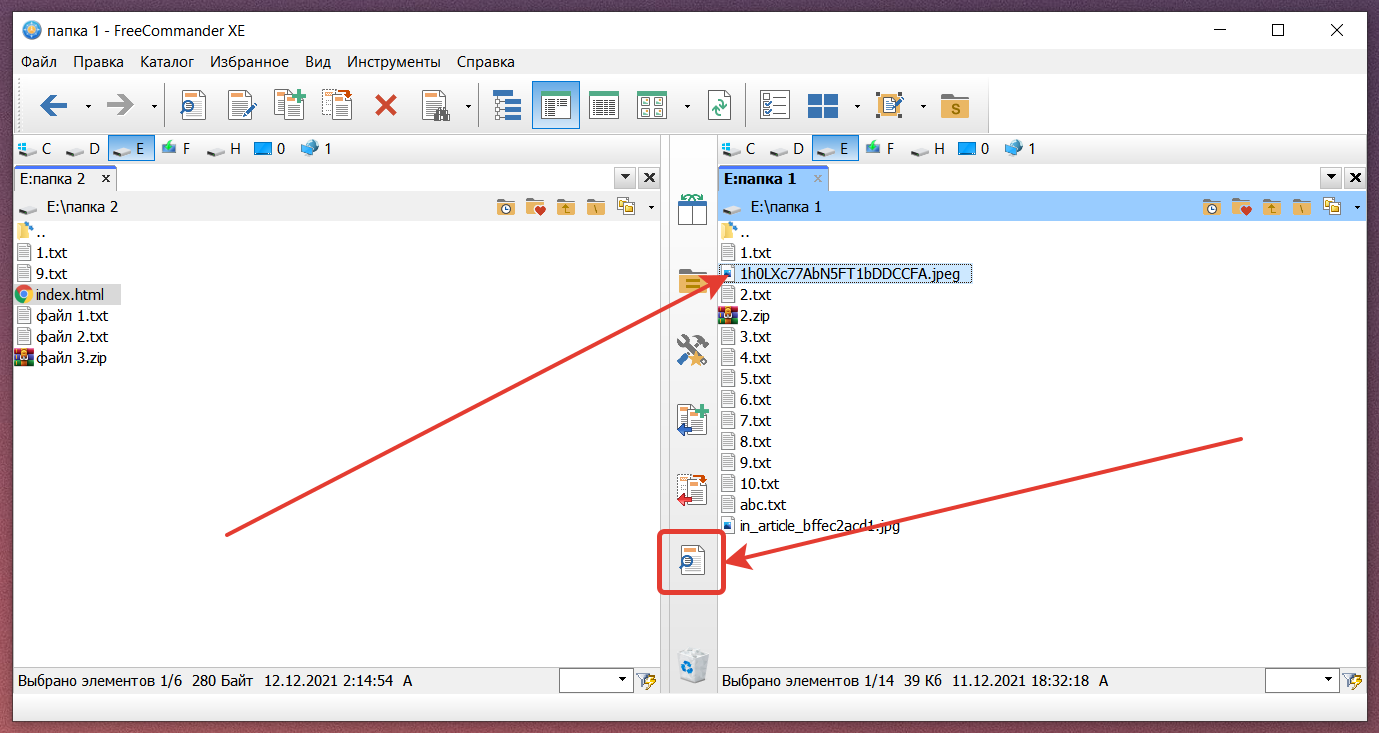 папка 1 - FreeCommander XE
Файл Правка Каталог Избранное Вид Инструменты Справка
S
C D E F H 0 1
E:папка 2
E:\папка 2
\
..
1.txt
9.txt
index.html
файл 1.txt
файл 2.txt
файл 3.zip
Выбрано элементов 1/6 280 Байт 12.12.2021 2:14:54 A
C D E F H 0 1
E:папка 1
E:\папка 1
\
..
1.txt
1h0LXc77AbN5FT1bDDCCFA.jpeg
2.txt
2.zip
3.txt
4.txt
5.txt
6.txt
7.txt
8.txt
9.txt
10.txt
abc.txt
in_article_bffec2acd1.jpg
Выбрано элементов 1/14 39 Кб 11.12.2021 18:32:18 A